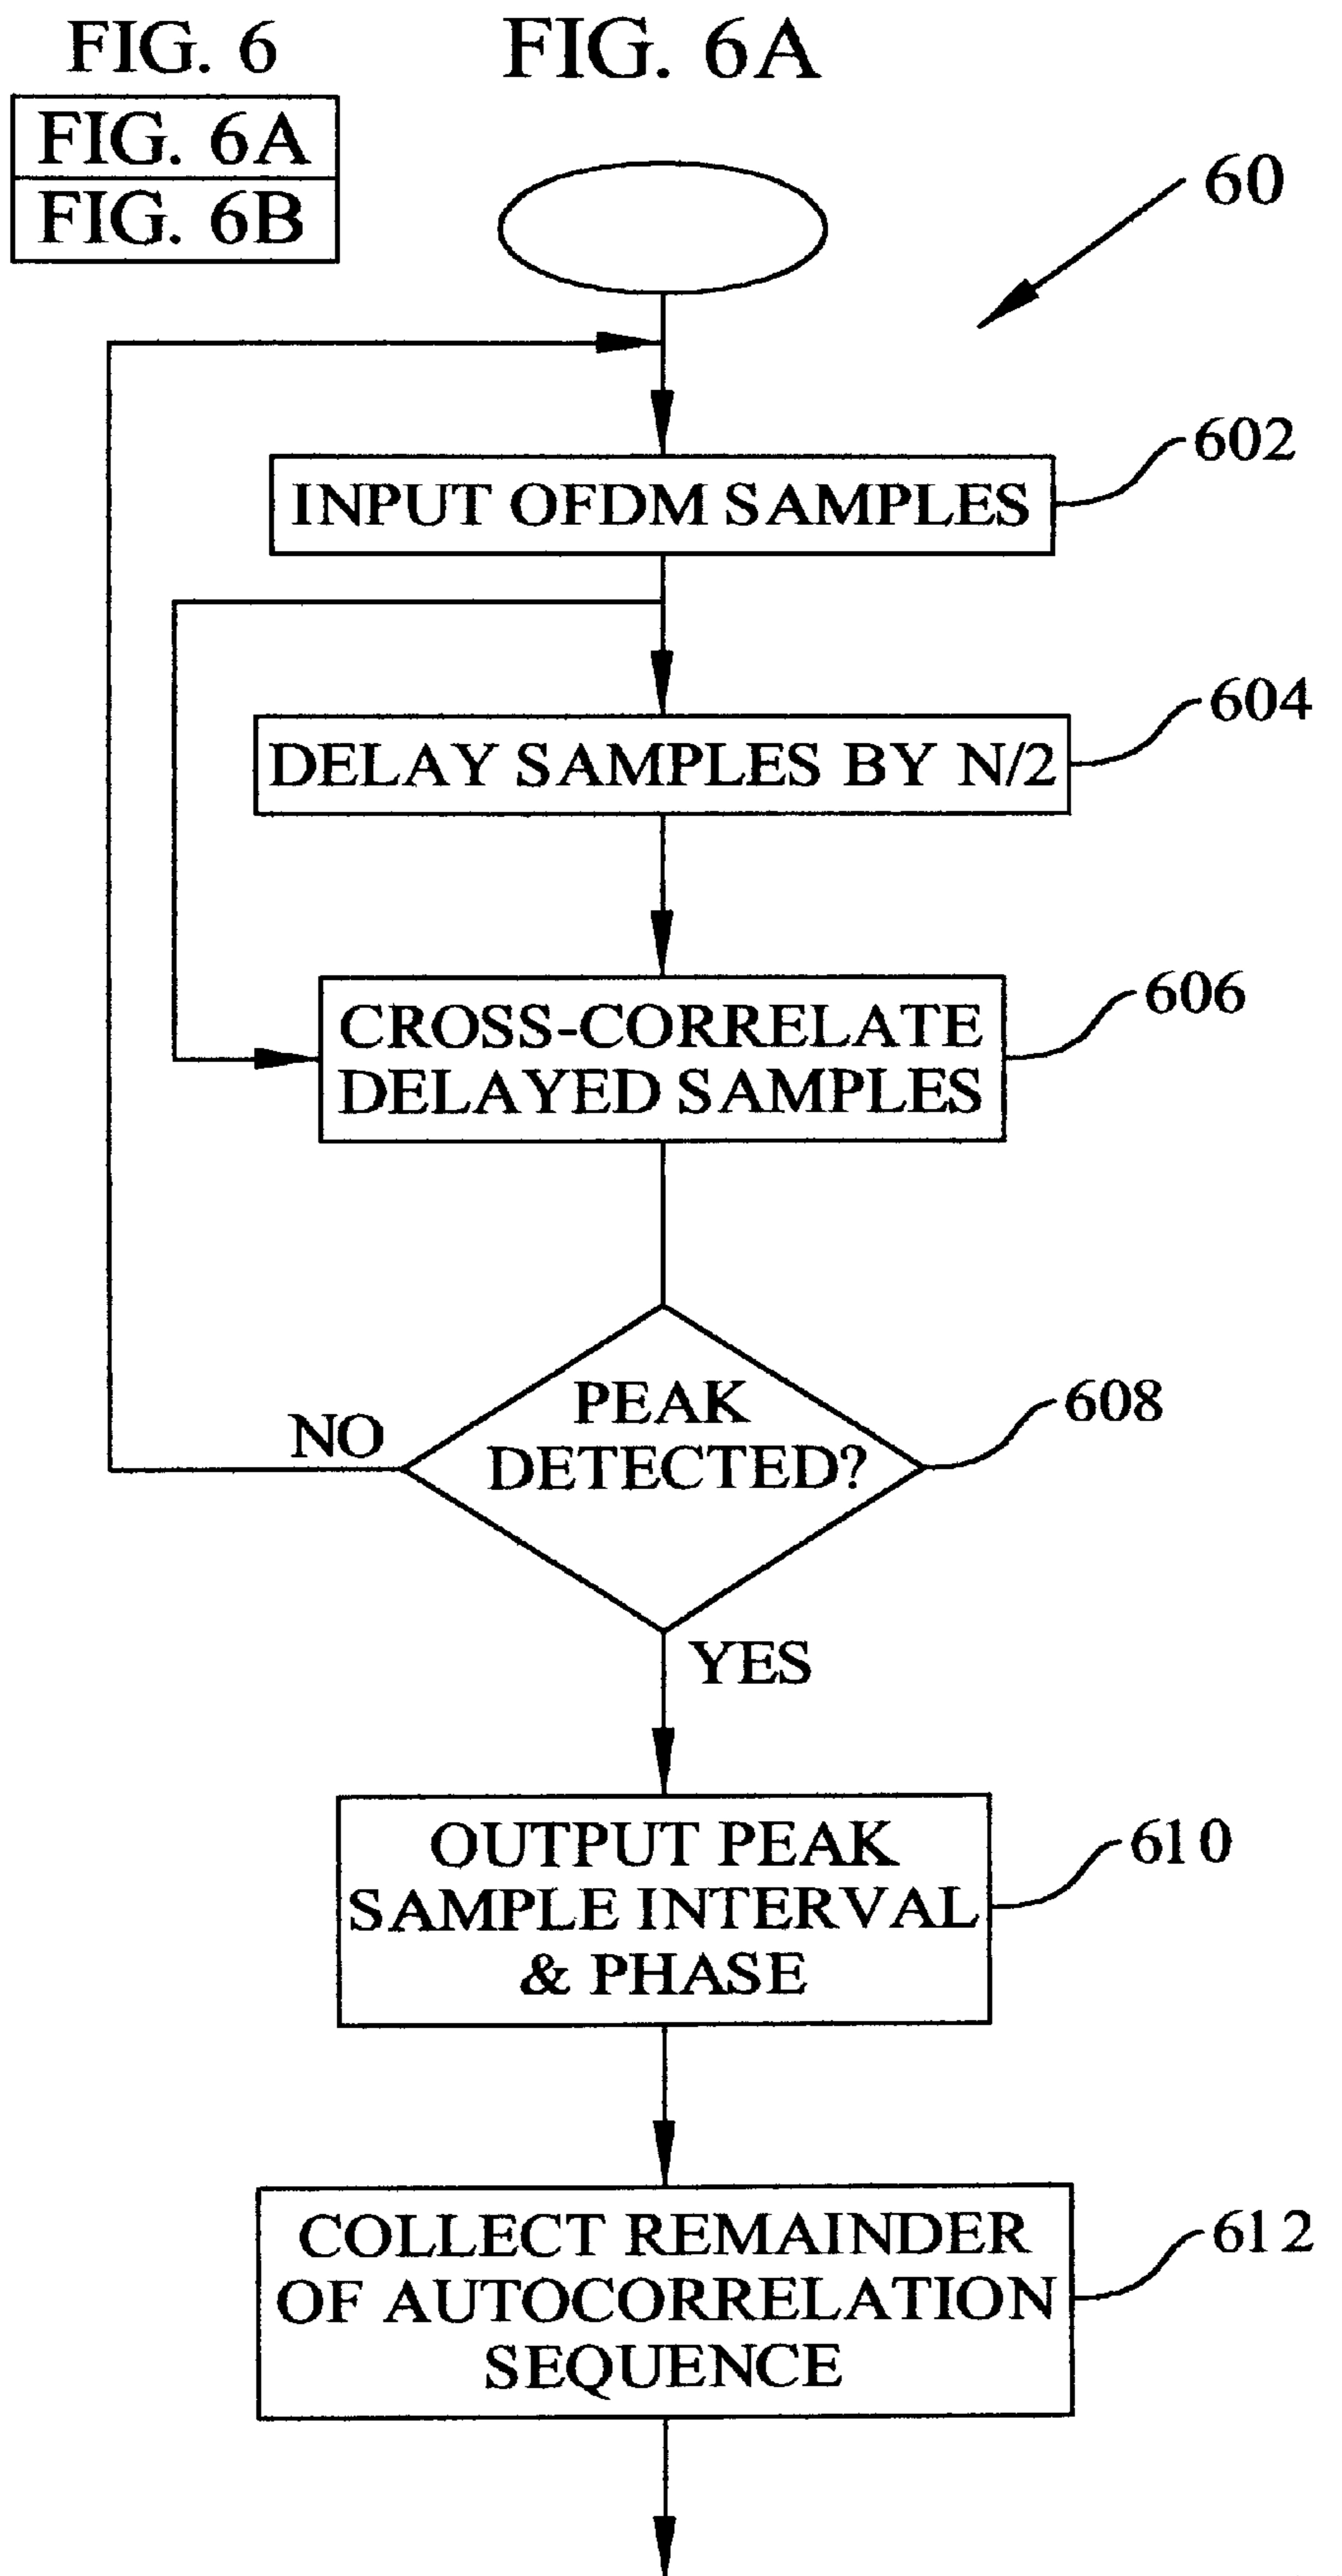 FIG. 6
FIG. 6A
FIG. 6A
FIG. 6B
60
INPUT OFDM SAMPLES
602
DELAY SAMPLES BY N/2
604
CROSS-CORRELATE
DELAYED SAMPLES
606
PEAK
DETECTED?
608
NO
YES
OUTPUT PEAK
SAMPLE INTERVAL
& PHASE
610
COLLECT REMAINDER
OF AUTOCORRELATION
SEQUENCE
612